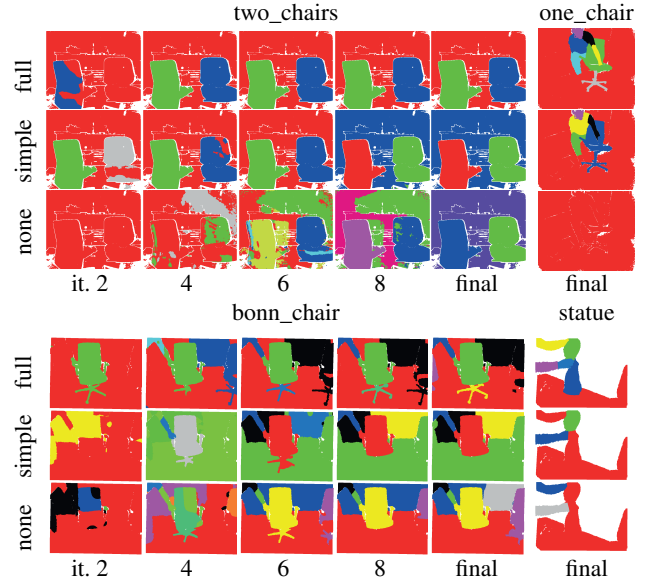 two_chairs one_chair
full
simple
none
it. 2 4 6 8 final final
bonn_chair statue
full
simple
none
it. 2 4 6 8 final final